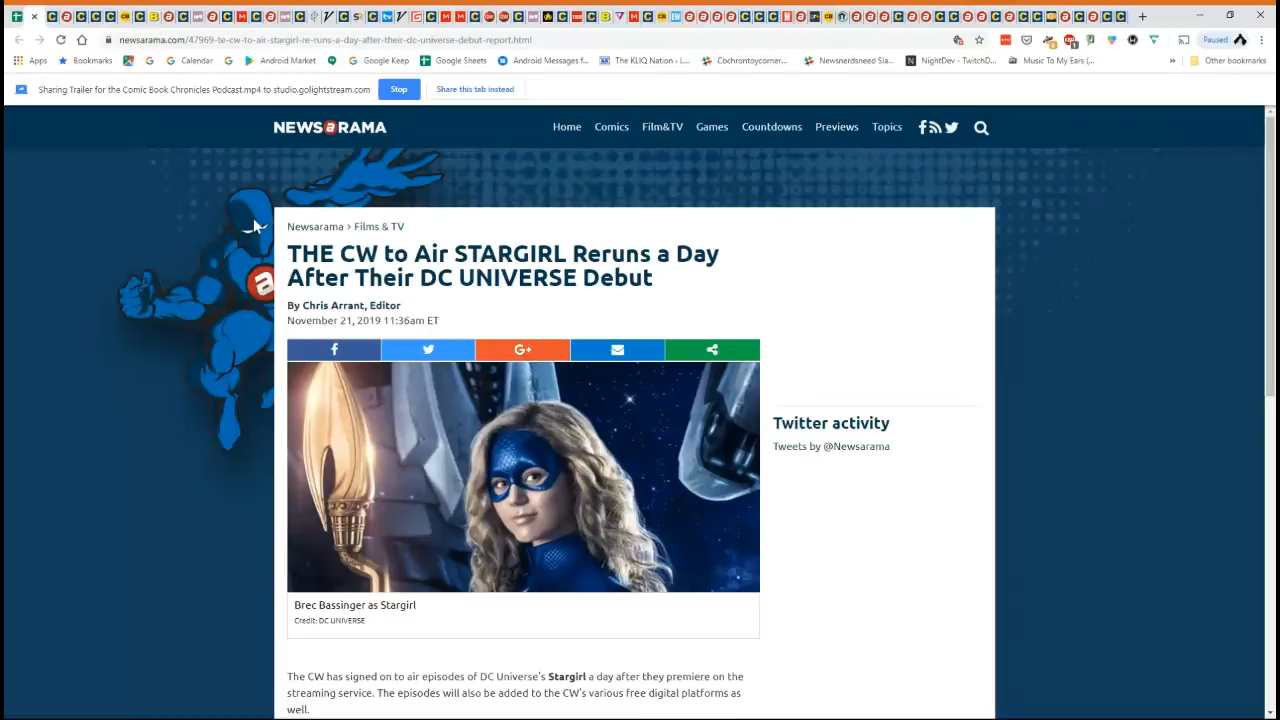 newsarama.com/47969-te-cw-to-air-stargirl-re-runs-a-day-after-their-dc-universe-debut-report.html
Paused
Apps
Bookmarks
Calendar
Android Market
Google Keep
Google Sheets
Android Messages f...
The KLIQ Nation › L...
Cbchrontoycorner...
Newsnerdsneed Sla...
NightDev — TwitchD...
Music To My Ears (...
»
Other bookmarks
Sharing Trailer for the Comic Book Chronicles Podcast.mp4 to studio.golightstream.com
Stop
Share this tab instead
NEWSaRAMA
Home Comics Film&TV Games Countdowns Previews Topics
a
Newsarama > Films & TV
THE CW to Air STARGIRL Reruns a Day
After Their DC UNIVERSE Debut
By Chris Arrant, Editor
November 21, 2019 11:36am ET
G+
Brec Bassinger as Stargirl
Credit: DC UNIVERSE
Twitter activity
Tweets by @Newsarama
The CW has signed on to air episodes of DC Universe's Stargirl a day after they premiere on the
streaming service. The episodes will also be added to the CW's various free digital platforms as
well.